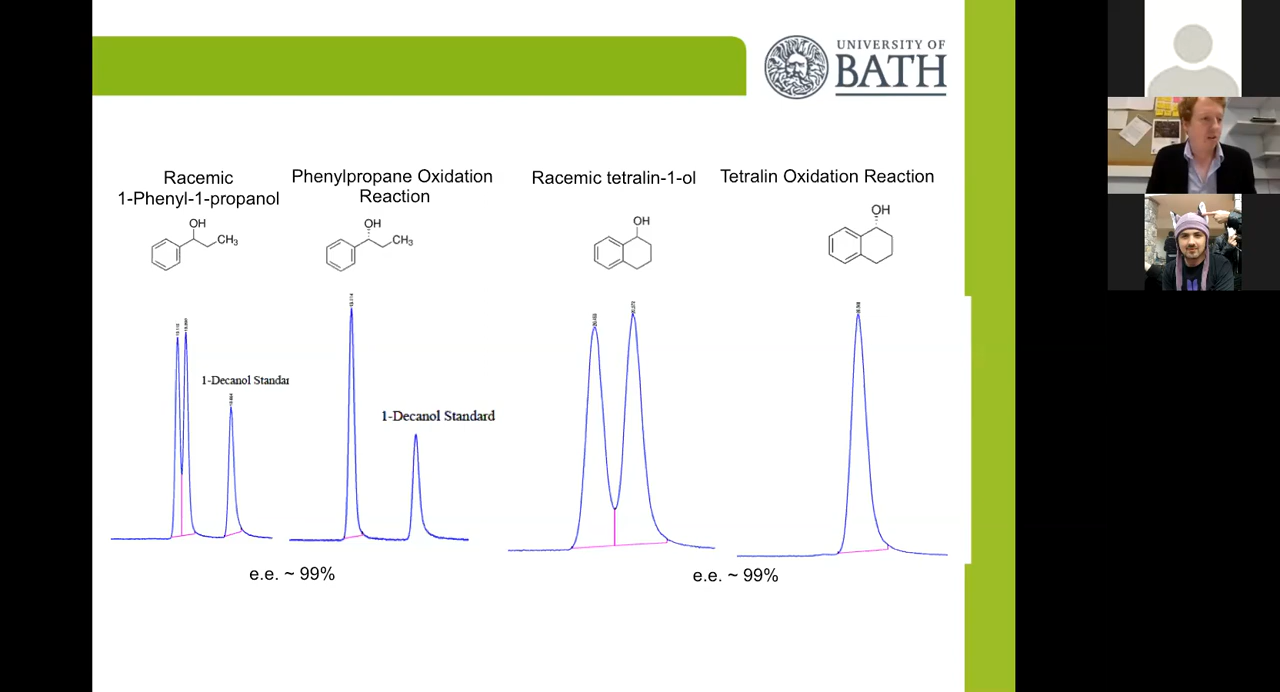 UNIVERSITY OF
BATH
Racemic
1-Phenyl-1-propanol
Phenylpropane Oxidation
Reaction
Racemic tetralin-1-ol
Tetralin Oxidation Reaction
OH
CH3
OH
CH3
OH
OH
1-Decanol Standar
1-Decanol Standard
e.e. ~ 99%
e.e. ~ 99%